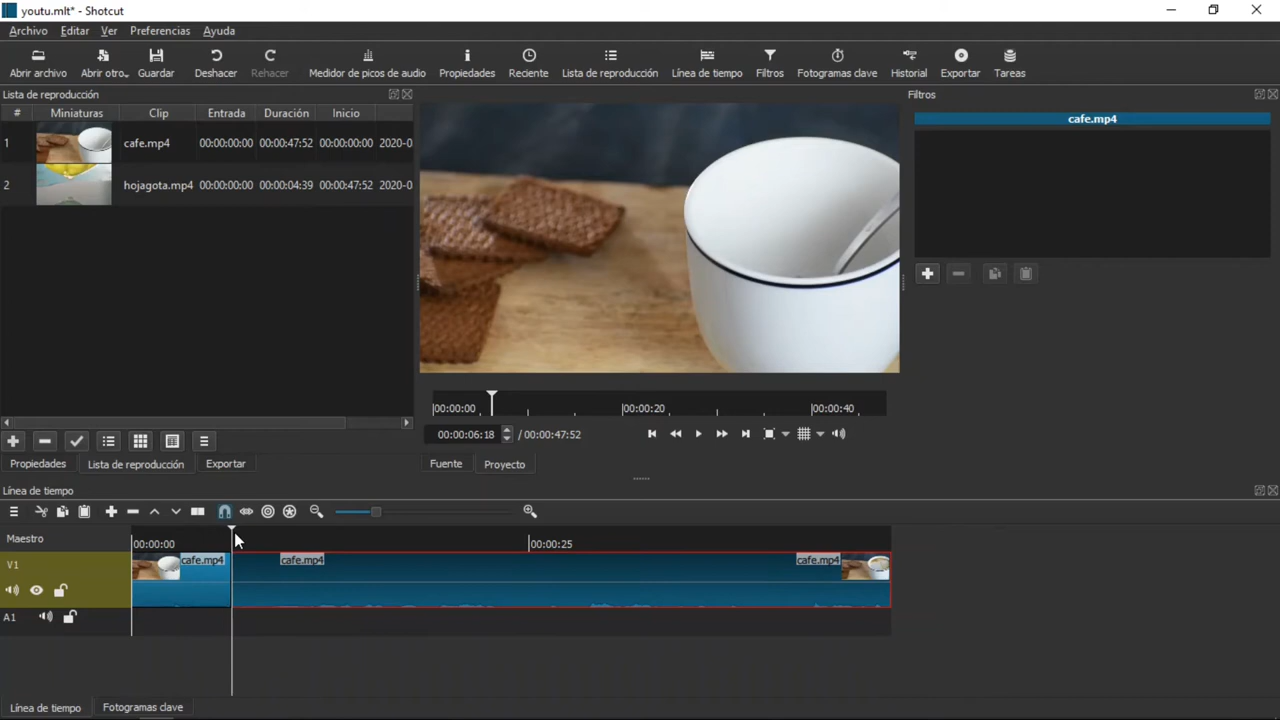 youtu.mlt* - Shotcut
Archivo Editar Ver Preferencias Ayuda
Abrir archivo Abrir otro.. Guardar Deshacer Rehacer Medidor de picos de audio Propiedades Reciente Lista de reproducción Línea de tiempo Filtros Fotogramas clave Historial Exportar Tareas
Lista de reproducción
# Miniaturas Clip Entrada Duración Inicio
1 cafe.mp4 00:00:00:00 00:00:47:52 00:00:00:00 2020-0
2 hojagota.mp4 00:00:00:00 00:00:04:39 00:00:47:52 2020-0
Propiedades Lista de reproducción Exportar
00:00:00 00:00:20 00:00:40
00:00:06:18 / 00:00:47:52
Fuente Proyecto
Filtros
cafe.mp4
Línea de tiempo
Maestro 00:00:00 00:00:25
V1 cafe.mp4 cafe.mp4 cafe.mp4
A1
Línea de tiempo Fotogramas clave